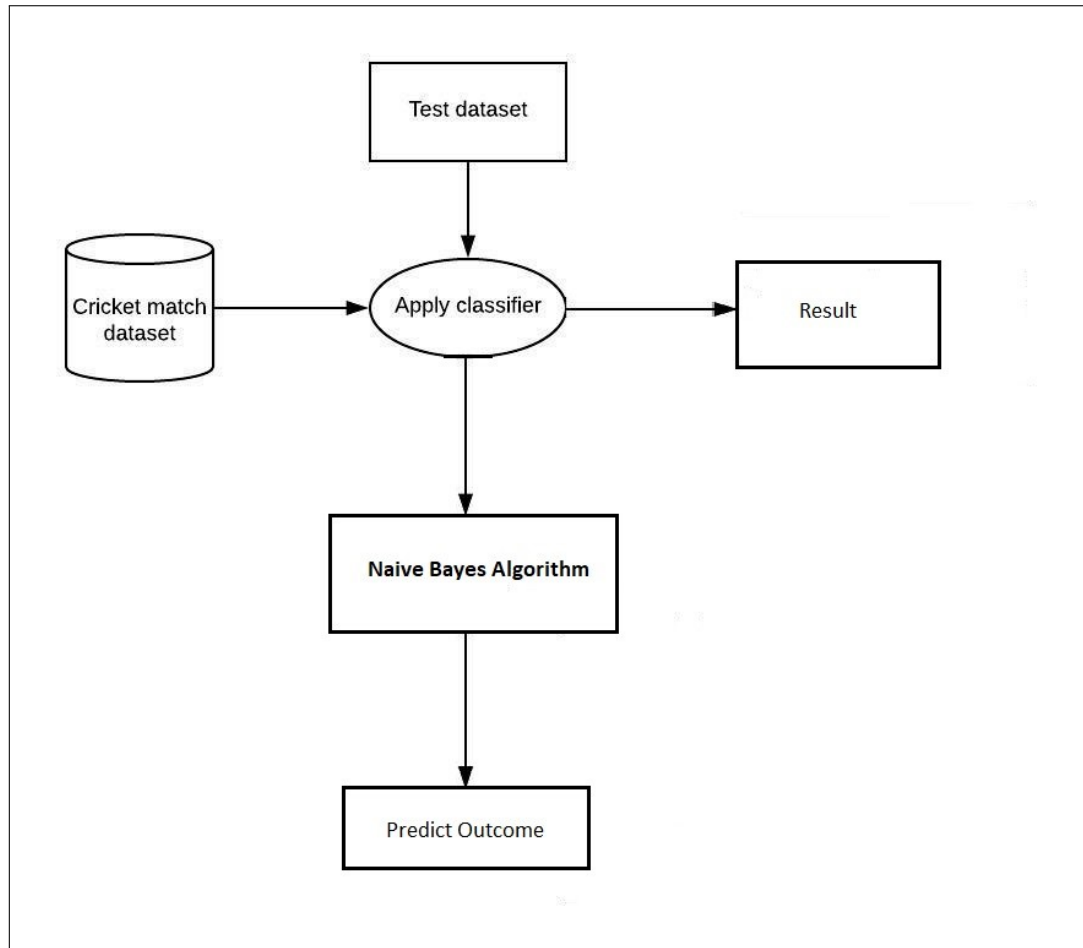 Test dataset
Cricket match
dataset
Apply classifier
Result
Naive Bayes Algorithm
Predict Outcome